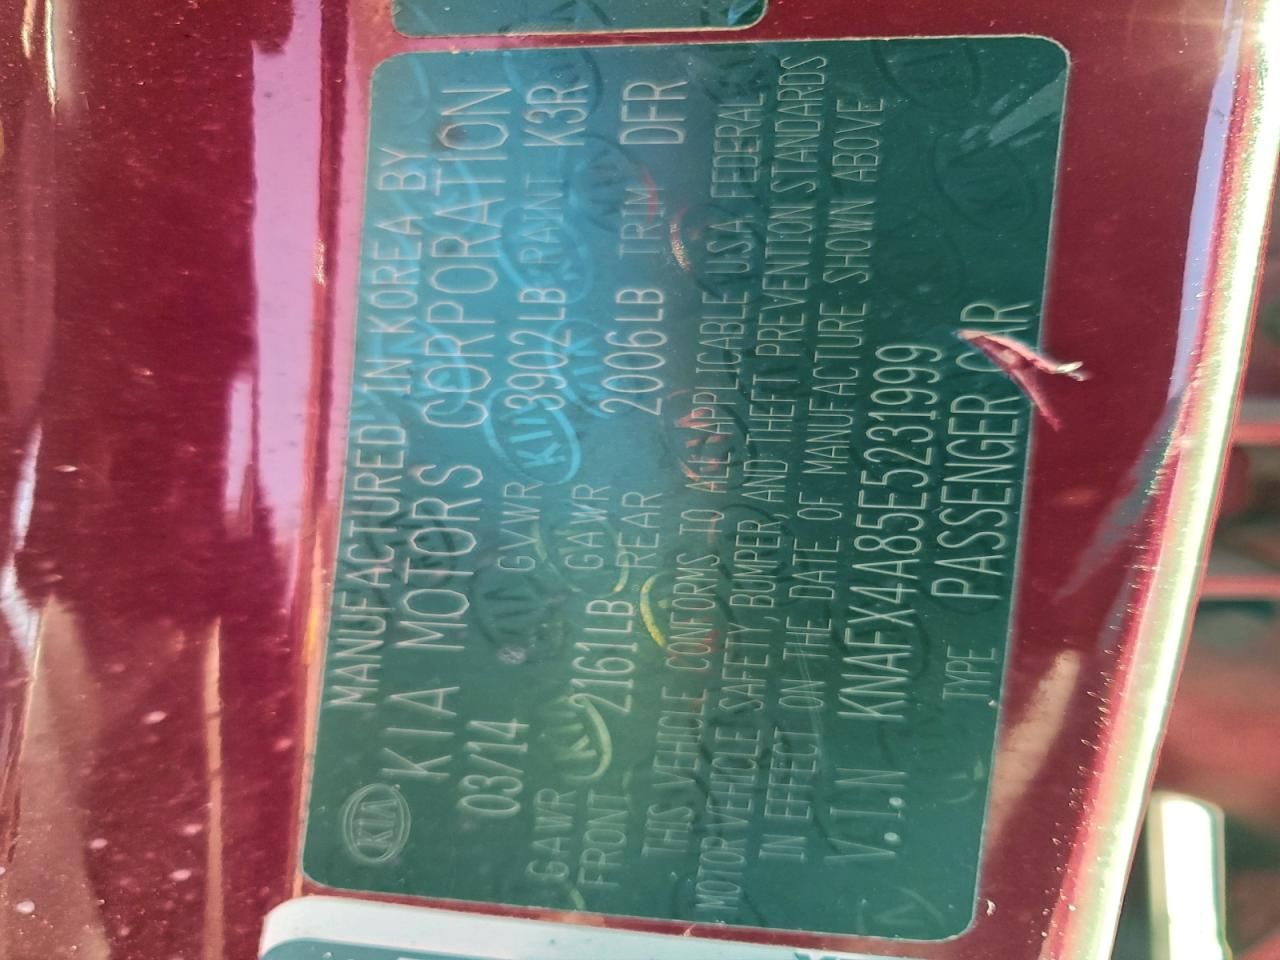 KIA
MANUFACTURED IN KOREA BY
KIA MOTORS CORPORATION
03/14 GVWR 3902LB PAINT K3R
GAWR FRONT 2161LB GAWR REAR 2006LB TRIM DFR
THIS VEHICLE CONFORMS TO ALL APPLICABLE U.S.A. FEDERAL
MOTOR VEHICLE SAFETY, BUMPER, AND THEFT PREVENTION STANDARDS
IN EFFECT ON THE DATE OF MANUFACTURE SHOWN ABOVE
V.I.N KNAFX4A85E5231999
TYPE PASSENGER CAR